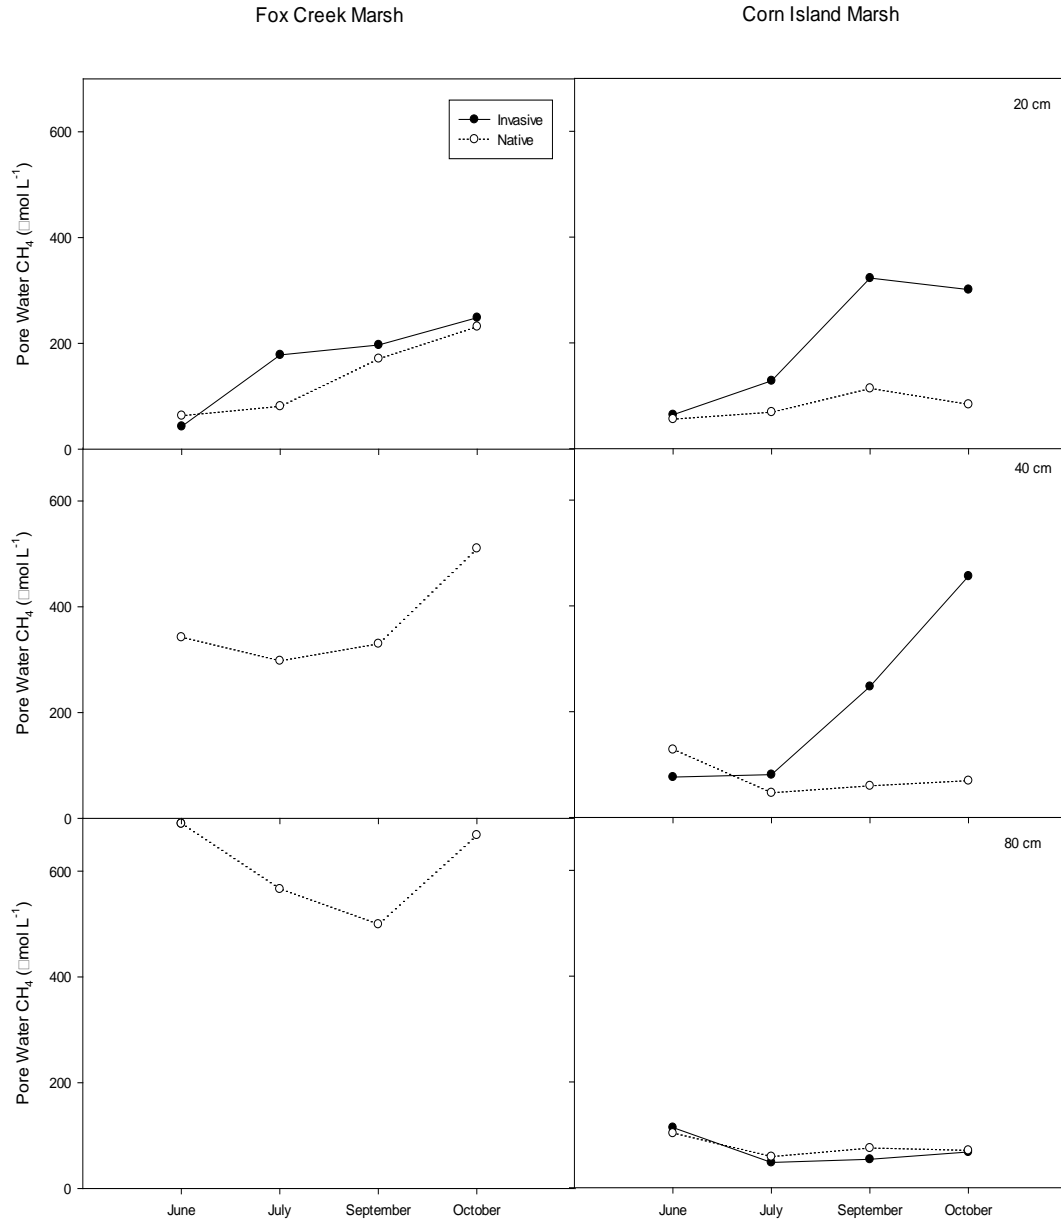 Fox Creek Marsh
Corn Island Marsh
Pore Water CH4 (□mol L-1)
600
400
200
0
Invasive
Native
20 cm
Pore Water CH4 (□mol L-1)
600
400
200
0
40 cm
Pore Water CH4 (□mol L-1)
600
400
200
0
80 cm
June
July
September
October
June
July
September
October